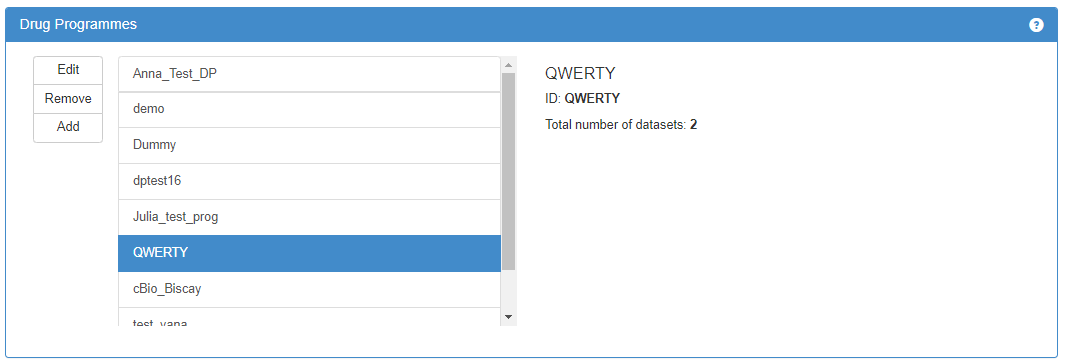 Drug Programmes
?
Edit
Remove
Add
Anna_Test_DP
demo
Dummy
dptest16
Julia_test_prog
QWERTY
cBio_Biscay
test_yana
QWERTY
ID: QWERTY
Total number of datasets: 2